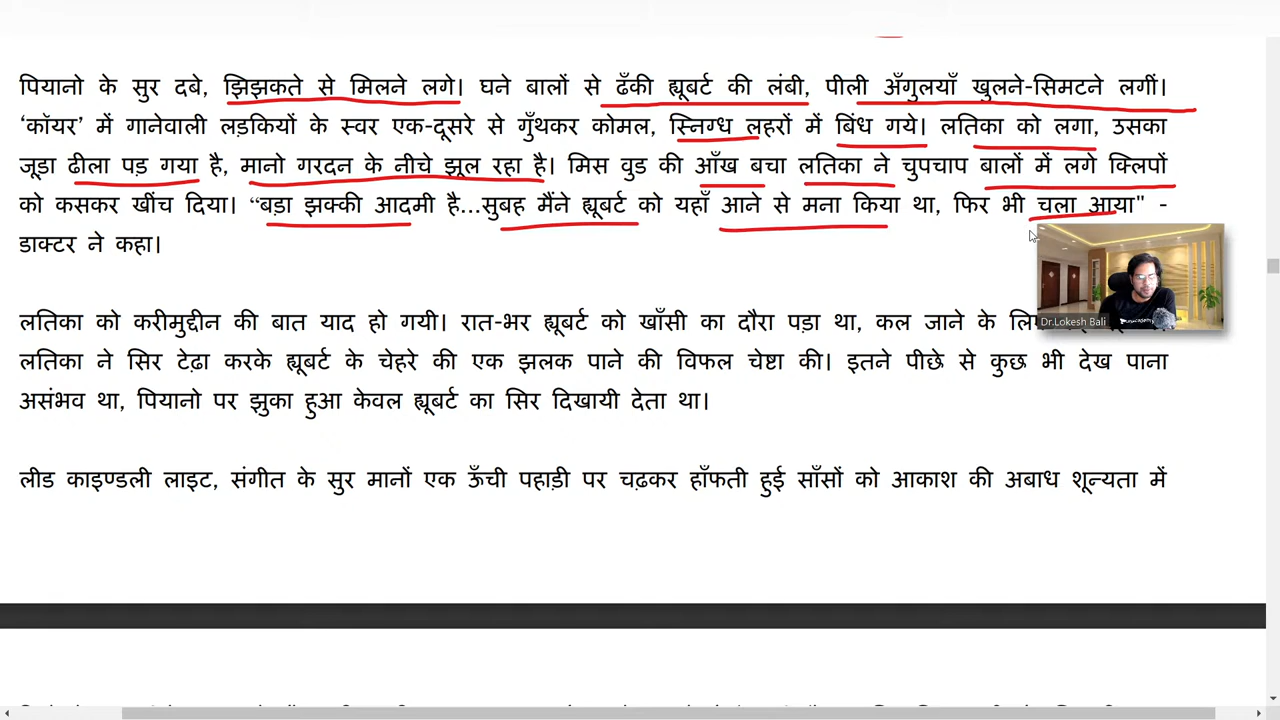 पियानो के सुर दबे, झिझकते से मिलने लगे। घने बालों से ढँकी ह्यूबर्ट की लंबी, पीली अँगुलयाँ खुलने-सिमटने लगीं।
‘कॉयर’ में गानेवाली लड़कियों के स्वर एक-दूसरे से गुँथकर कोमल, स्निग्ध लहरों में बिंध गये। लतिका को लगा, उसका
जूडा ढीला पड़ गया है, मानो गरदन के नीचे झूल रहा है। मिस वुड की आँख बचा लतिका ने चुपचाप बालों में लगे क्लिपों
को कसकर खींच दिया। “बड़ा झक्की आदमी है...सुबह मैंने ह्यूबर्ट को यहाँ आने से मना किया था, फिर भी चला आया" -
डाक्टर ने कहा।
Dr.Lokesh Bali
लतिका को करीमुद्दीन की बात याद हो गयी। रात-भर ह्यूबर्ट को खाँसी का दौरा पड़ा था, कल जाने के
लतिका ने सिर टेढ़ा करके ह्यूबर्ट के चेहरे की एक झलक पाने की विफल चेष्टा की। इतने पीछे से कुछ भी देख पाना
असंभव था, पियानो पर झुका हुआ केवल ह्यूबर्ट का सिर दिखायी देता था।
लीड काइण्डली लाइट, संगीत के सुर मानों एक ऊँची पहाड़ी पर चढ़कर हाँफती हुई साँसों को आकाश की अबाध शून्यता में